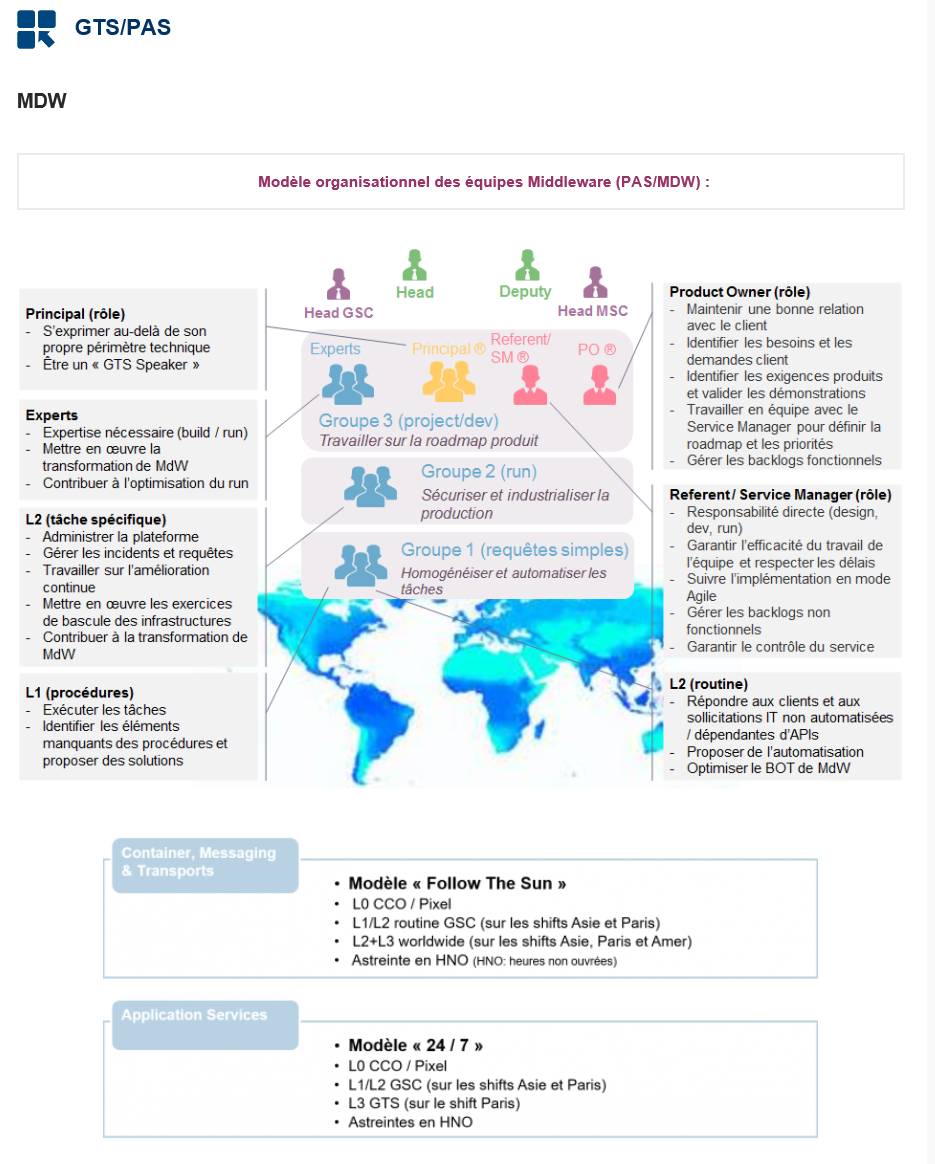 GTS/PAS
MDW
Modèle organisationnel des équipes Middleware (PAS/MDW) :
Head
Deputy
Head GSC
Head MSC
Principal (rôle)
- S'exprimer au-delà de son
propre périmètre technique
- Être un « GTS Speaker »
Experts
- Expertise nécessaire (build / run)
- Mettre en œuvre la
transformation de MdW
- Contribuer à l'optimisation du run
L2 (tâche spécifique)
- Administrer la plateforme
- Gérer les incidents et requêtes
- Travailler sur l'amélioration
continue
- Mettre en œuvre les exercices
de bascule des infrastructures
- Contribuer à la transformation de
MdW
L1 (procédures)
- Exécuter les tâches
- Identifier les éléments
manquants des procédures et
proposer des solutions
Experts
Principal ®
Referent/
SM ®
PO ®
Groupe 3 (project/dev)
Travailler sur la roadmap produit
Groupe 2 (run)
Sécuriser et industrialiser la
production
Groupe 1 (requêtes simples)
Homogénéiser et automatiser les
tâches
Product Owner (rôle)
- Maintenir une bonne relation
avec le client
- Identifier les besoins et les
demandes client
- Identifier les exigences produits
et valider les démonstrations
- Travailler en équipe avec le
Service Manager pour définir la
roadmap et les priorités
- Gérer les backlogs fonctionnels
Referent / Service Manager (rôle)
- Responsabilité directe (design,
dev, run)
- Garantir l'efficacité du travail de
l'équipe et respecter les délais
- Suivre l'implémentation en mode
Agile
- Gérer les backlogs non
fonctionnels
- Garantir le contrôle du service
L2 (routine)
- Répondre aux clients et aux
sollicitations IT non automatisées
/ dépendantes d'APIs
- Proposer de l'automatisation
- Optimiser le BOT de MdW
Container, Messaging
& Transports
• Modèle « Follow The Sun »
• L0 CCO / Pixel
• L1/L2 routine GSC (sur les shifts Asie et Paris)
• L2+L3 worldwide (sur les shifts Asie, Paris et Amer)
• Astreinte en HNO (HNO: heures non ouvrées)
Application Services
• Modèle « 24 / 7 »
• L0 CCO / Pixel
• L1/L2 GSC (sur les shifts Asie et Paris)
• L3 GTS (sur le shift Paris)
• Astreintes en HNO